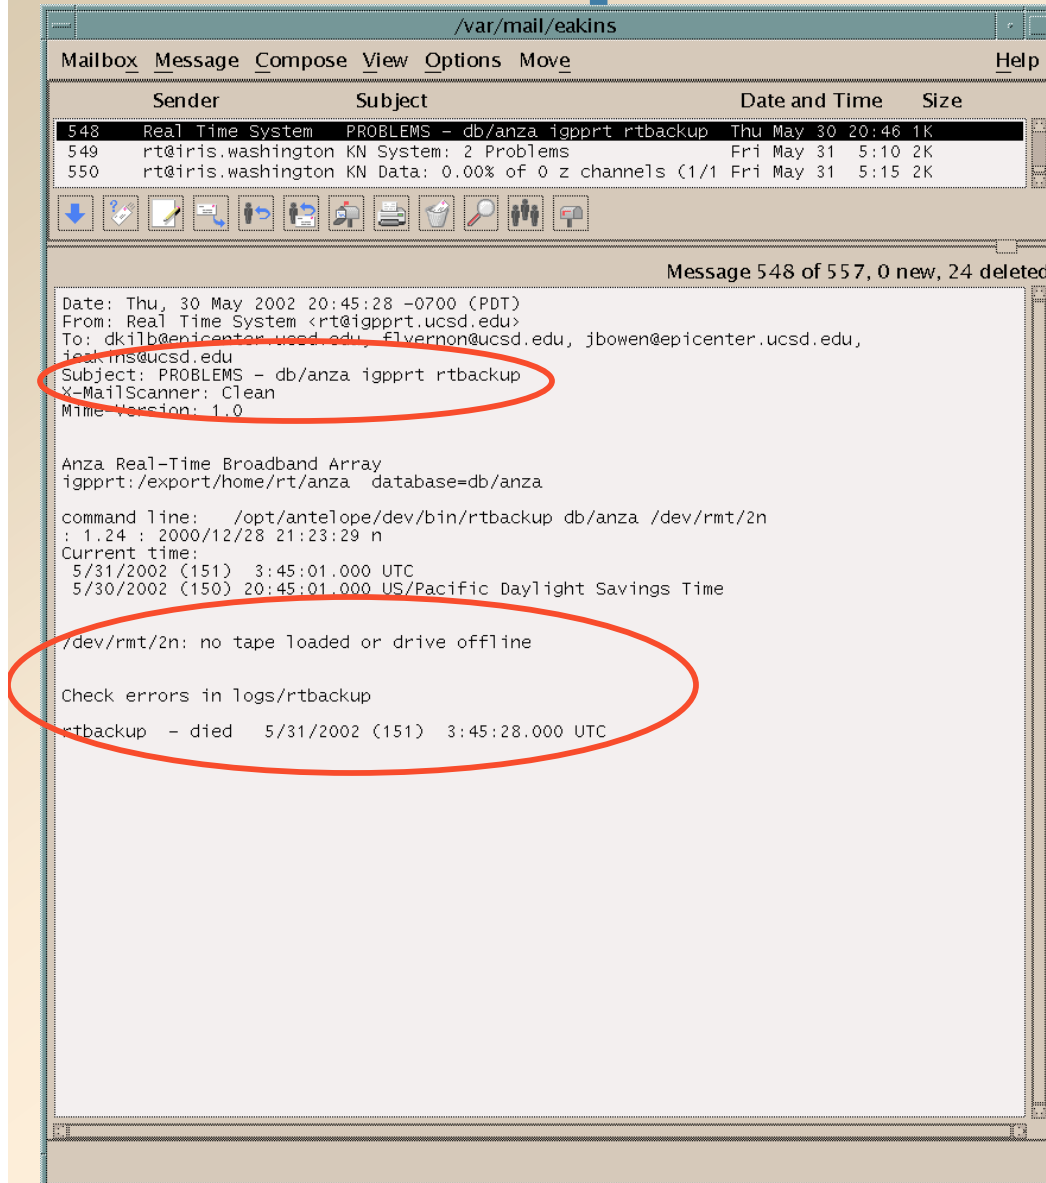 /var/mail/eakins
Mailbox Message Compose View Options Move Help
Sender Subject Date and Time Size
548 Real Time System PROBLEMS - db/anza igpprt rtbackup Thu May 30 20:46 1K
549 rt@iris.washington KN System: 2 Problems Fri May 31 5:10 2K
550 rt@iris.washington KN Data: 0.00% of 0 z channels (1/1 Fri May 31 5:15 2K
Message 548 of 557, 0 new, 24 deleted
Date: Thu, 30 May 2002 20:45:28 -0700 (PDT)
From: Real Time System <rt@igpprt.ucsd.edu>
To: dkilb@epicenter.ucsd.edu, flvernon@ucsd.edu, jbowen@epicenter.ucsd.edu,
jeakins@ucsd.edu
Subject: PROBLEMS - db/anza igpprt rtbackup
X-MailScanner: Clean
Mime-Version: 1.0
Anza Real-Time Broadband Array
igpprt:/export/home/rt/anza database=db/anza
command line: /opt/antelope/dev/bin/rtbackup db/anza /dev/rmt/2n
: 1.24 : 2000/12/28 21:23:29 n
Current time:
5/31/2002 (151) 3:45:01.000 UTC
5/30/2002 (150) 20:45:01.000 US/Pacific Daylight Savings Time
/dev/rmt/2n: no tape loaded or drive offline
Check errors in logs/rtbackup
rtbackup - died 5/31/2002 (151) 3:45:28.000 UTC